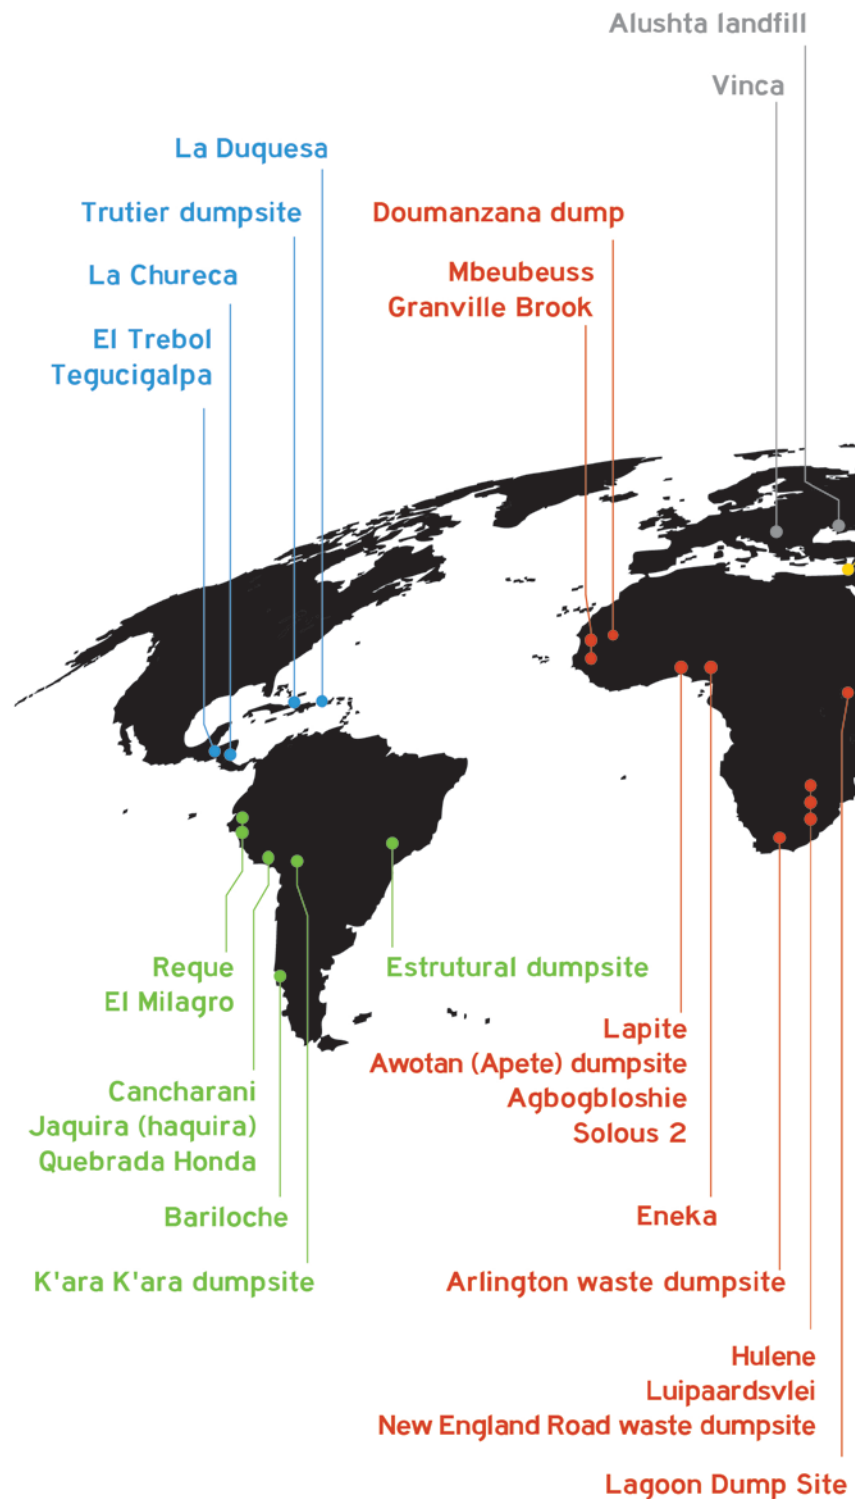 Alushta landfill
Vinca
La Duquesa
Trutier dumpsite
Doumanzana dump
La Chureca
Mbeubeuss
Granville Brook
El Trebol
Tegucigalpa
Reque
El Milagro
Estrutural dumpsite
Lapite
Awotan (Apete) dumpsite
Agbogbloshie
Solous 2
Cancharani
Jaquira (haquira)
Quebrada Honda
Bariloche
Eneka
K'ara K'ara dumpsite
Arlington waste dumpsite
Hulene
Luipaardsvlei
New England Road waste dumpsite
Lagoon Dump Site